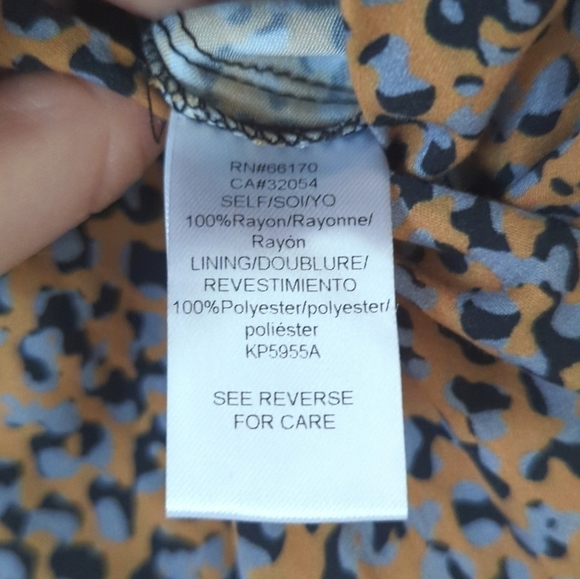 RN#66170
CA#32054
SELF/SOI/YO
100%Rayon/Rayonne/
Rayón
LINING/DOUBLURE/
REVESTIMIENTO
100%Polyester/polyester/
poliéster
KP5955A
SEE REVERSE
FOR CARE